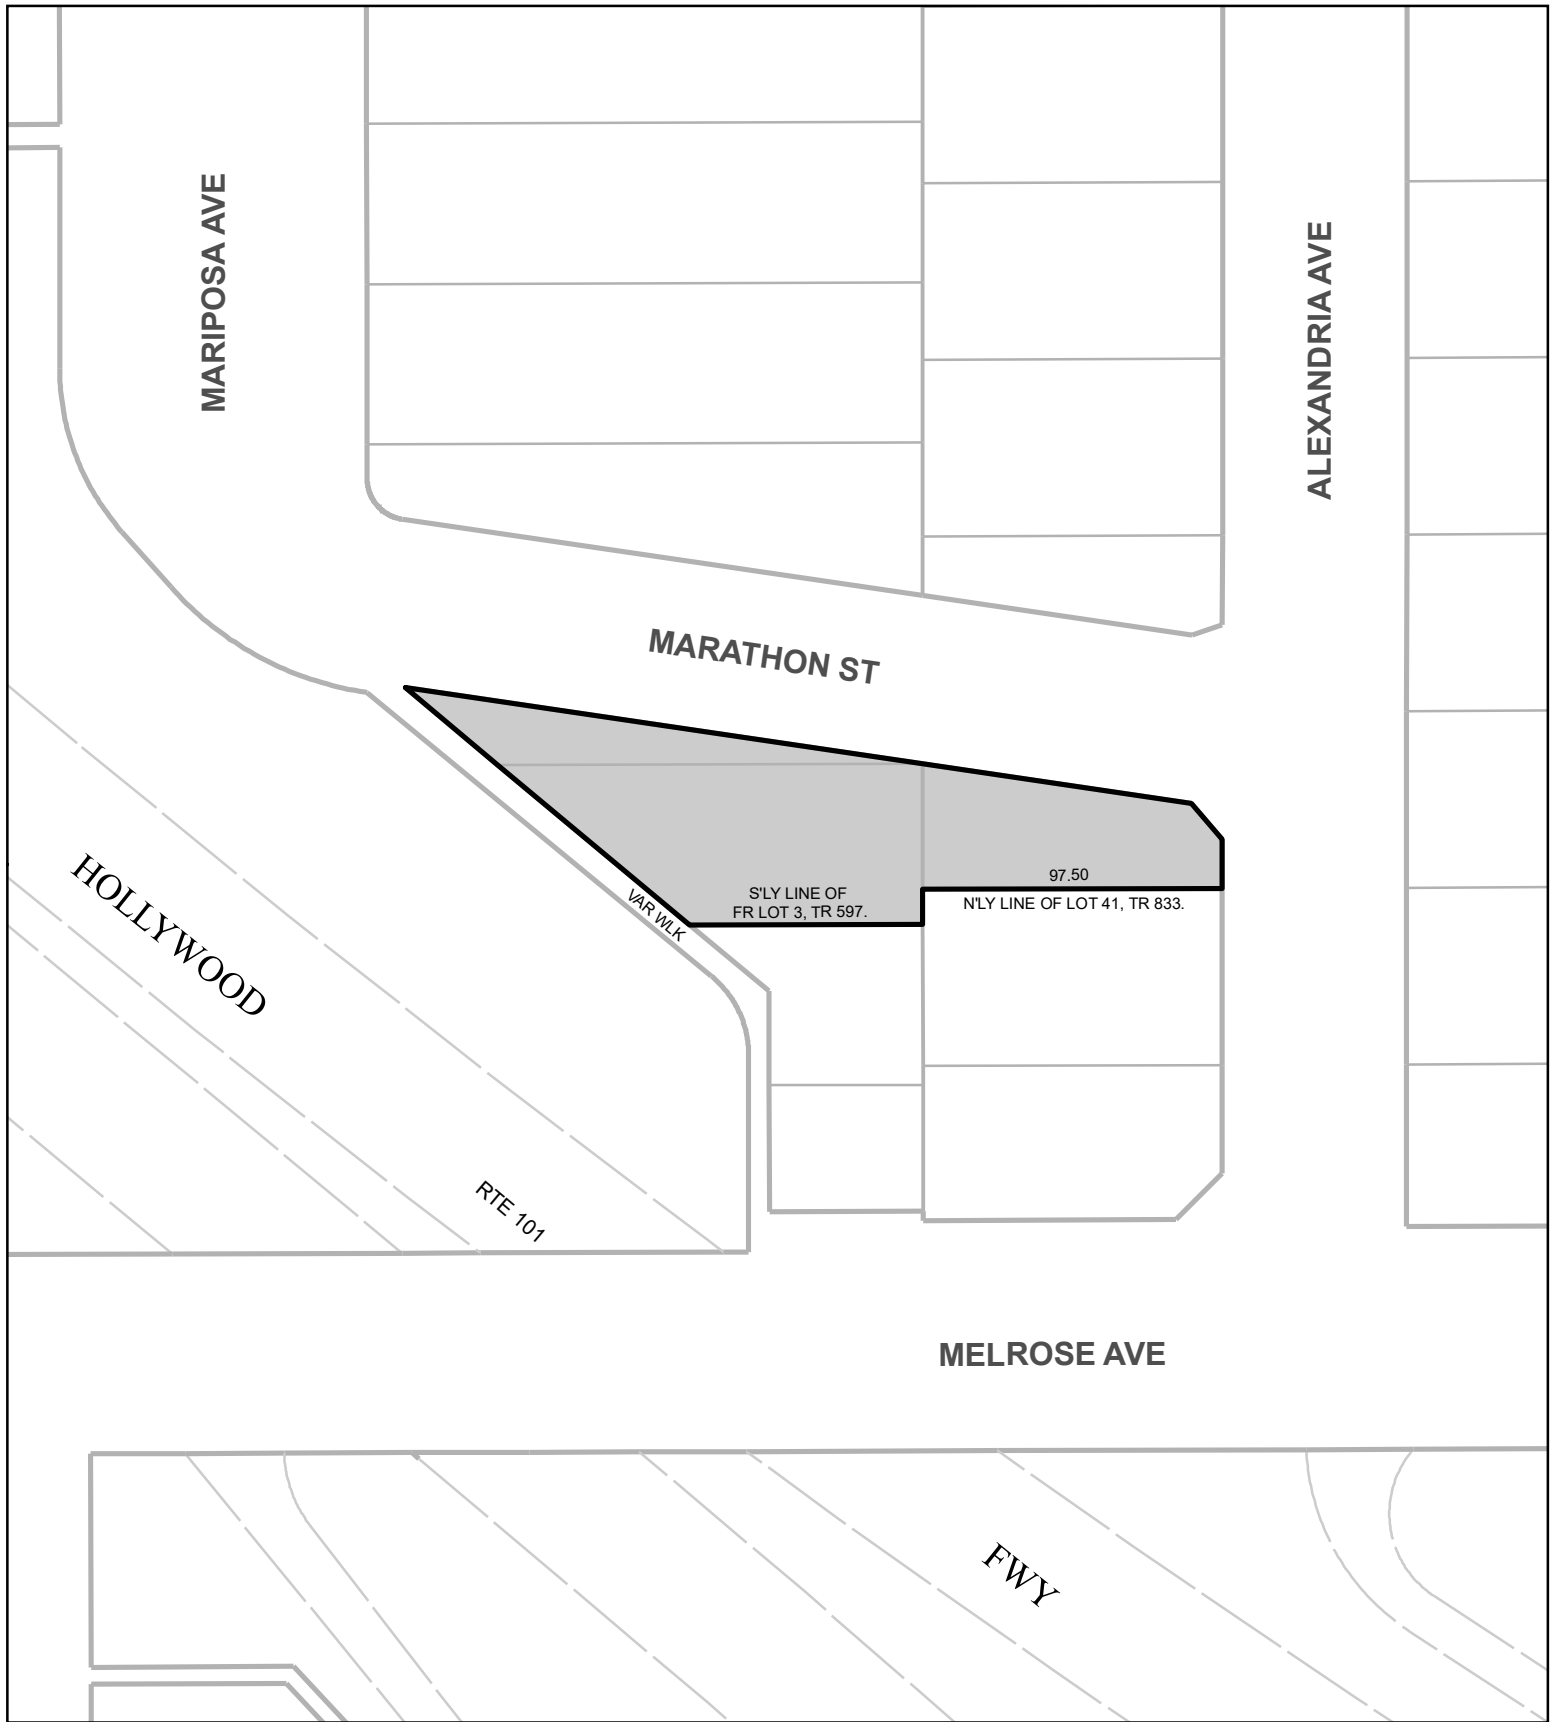 MARIPOSA AVE
ALEXANDRIA AVE
MARATHON ST
HOLLYWOOD
VAR WLK
S'LY LINE OF
FR LOT 3, TR 597.
97.50
N'LY LINE OF LOT 41, TR 833.
RTE 101
MELROSE AVE
FWY